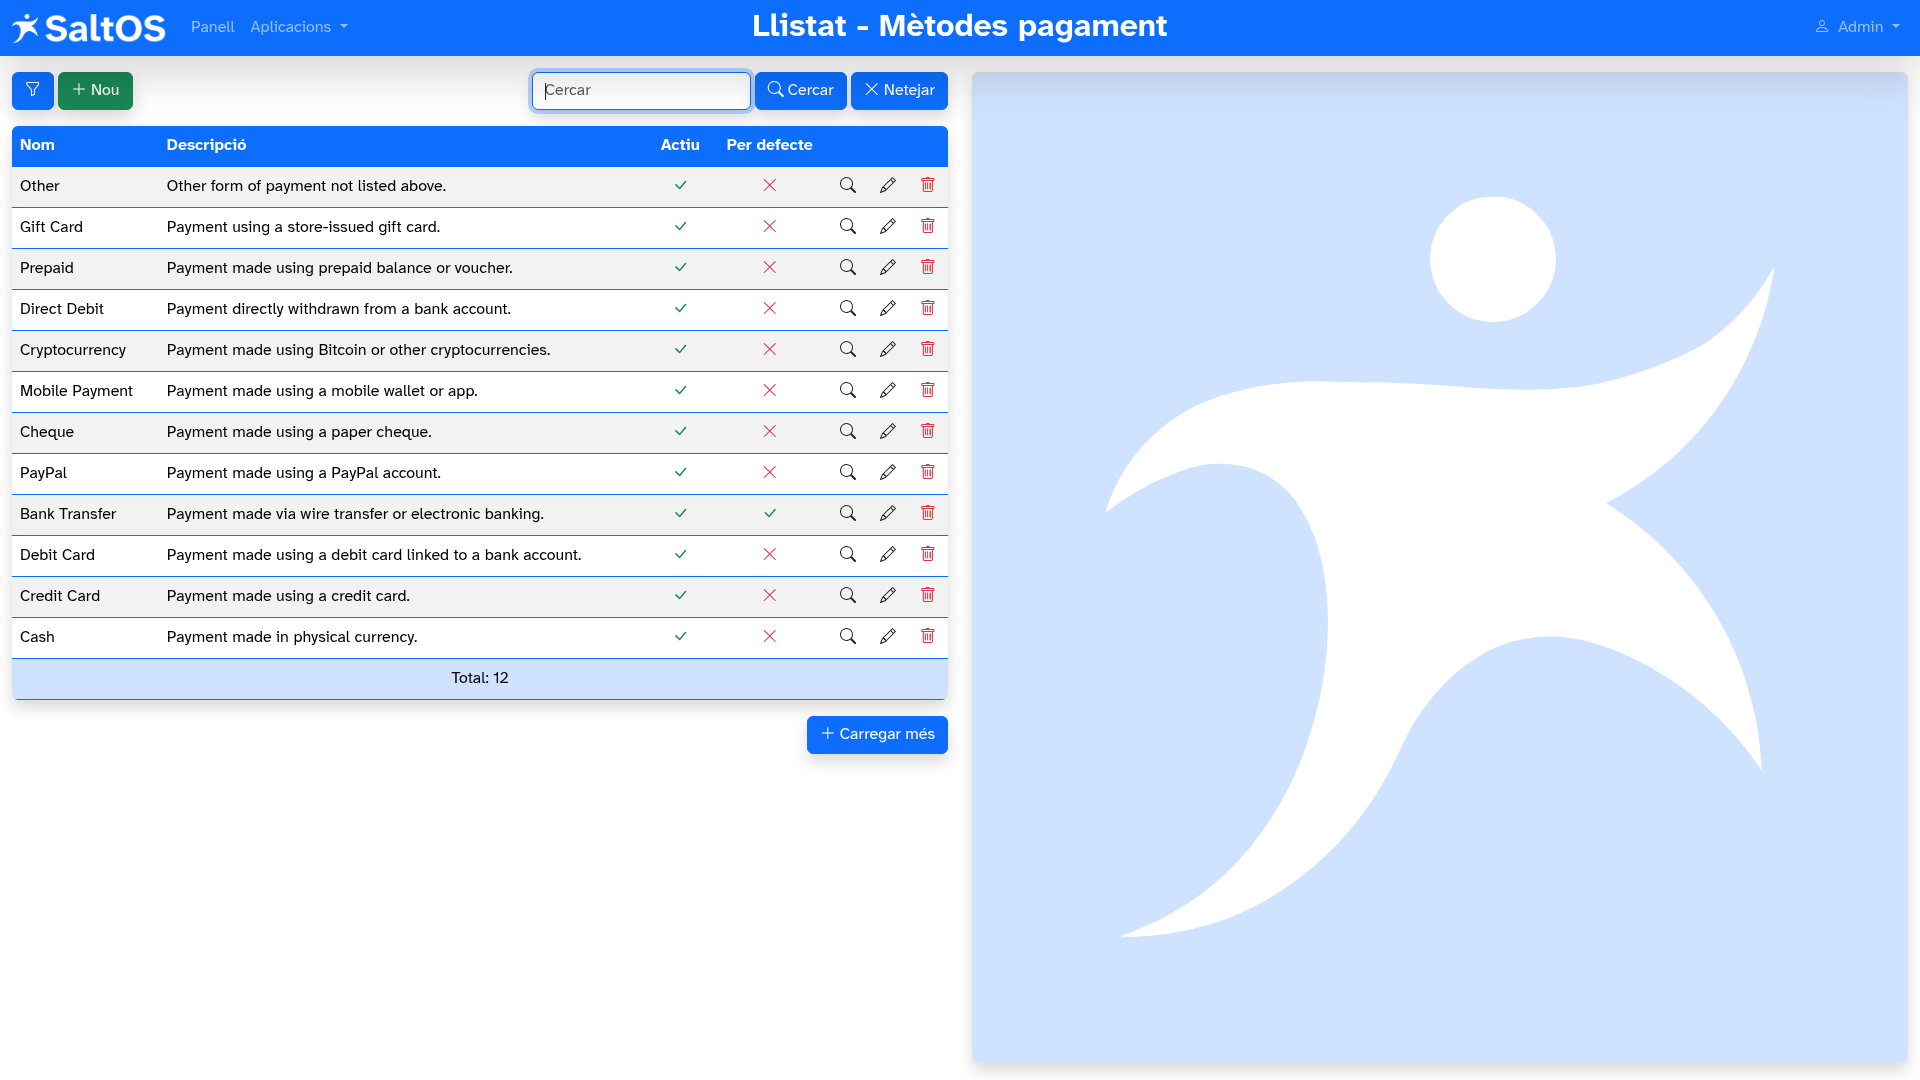 SaltOS Panell Aplicacions Llistat - Mètodes pagament Admin
Nou Cercar Cercar Netejar
Nom Descripció Actiu Per defecte
Other Other form of payment not listed above.
Gift Card Payment using a store-issued gift card.
Prepaid Payment made using prepaid balance or voucher.
Direct Debit Payment directly withdrawn from a bank account.
Cryptocurrency Payment made using Bitcoin or other cryptocurrencies.
Mobile Payment Payment made using a mobile wallet or app.
Cheque Payment made using a paper cheque.
PayPal Payment made using a PayPal account.
Bank Transfer Payment made via wire transfer or electronic banking.
Debit Card Payment made using a debit card linked to a bank account.
Credit Card Payment made using a credit card.
Cash Payment made in physical currency.
Total: 12
Carregar més